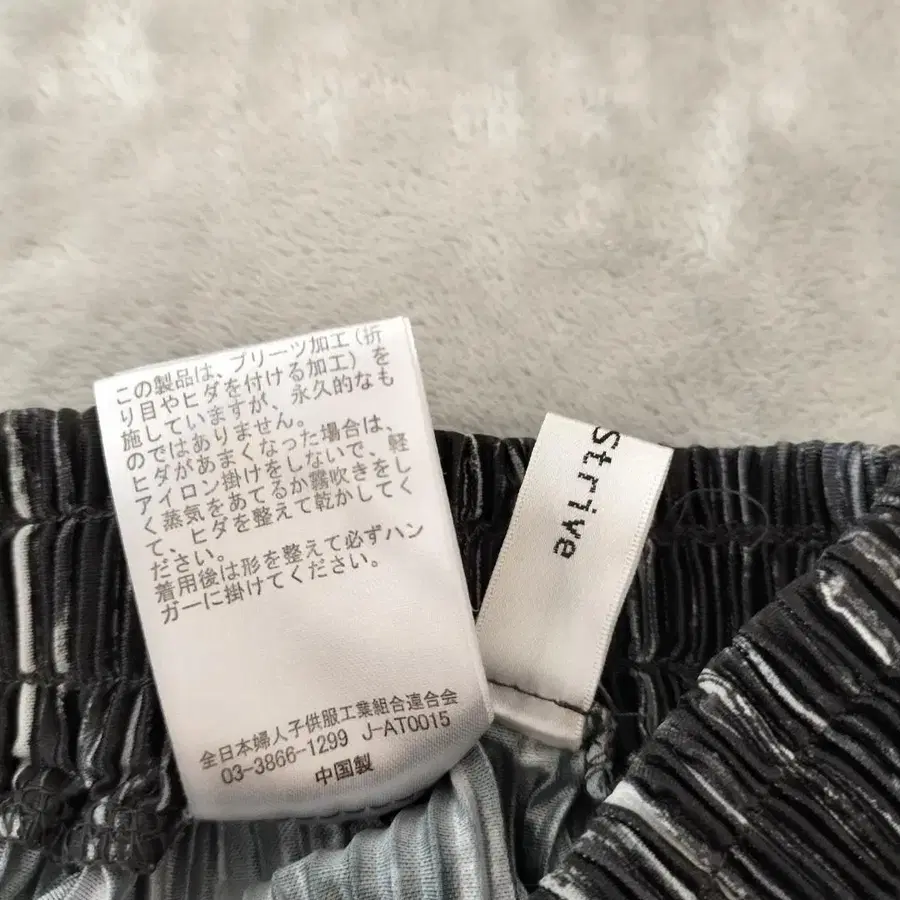 この製品は、プリーツ加工(折
り目やヒダを付ける加工)を
施していますが、永久的なも
のではありません。
ヒダがあまくなった場合は、
アイロン掛けをしないで、軽
く蒸気をあてるか霧吹きをし
て、ヒダを整えて乾かしてく
ださい。
着用後は形を整えて必ずハン
ガーに掛けてください。
全日本婦人子供服工業組合連合会
03-3866-1299 J-AT0015
中国製
Strive